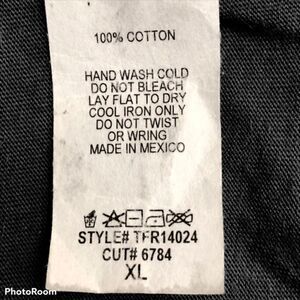 100% COTTON
HAND WASH COLD
DO NOT BLEACH
LAY FLAT TO DRY
COOL IRON ONLY
DO NOT TWIST
OR WRING
MADE IN MEXICO
STYLE# TFR14024
CUT# 6784
XL
PhotoRoom